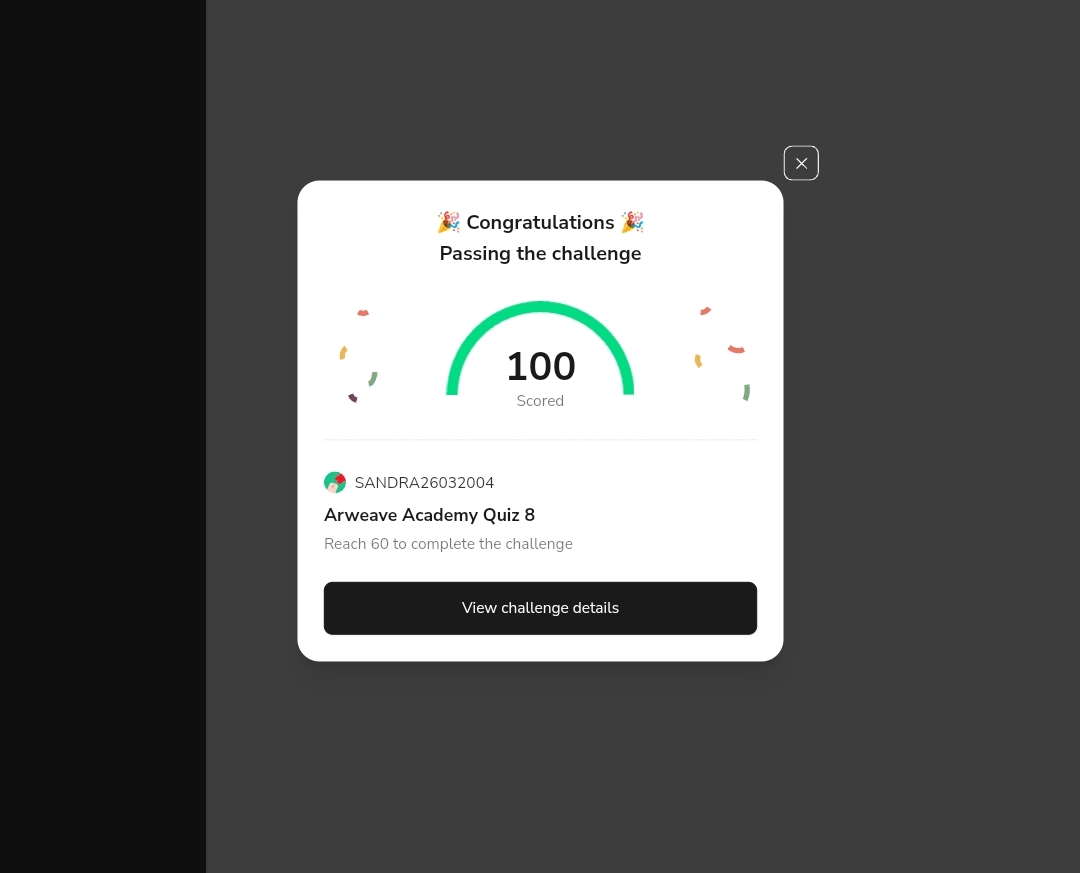 🎉 Congratulations 🎉
Passing the challenge
100
Scored
SANDRA26032004
Arweave Academy Quiz 8
Reach 60 to complete the challenge
View challenge details